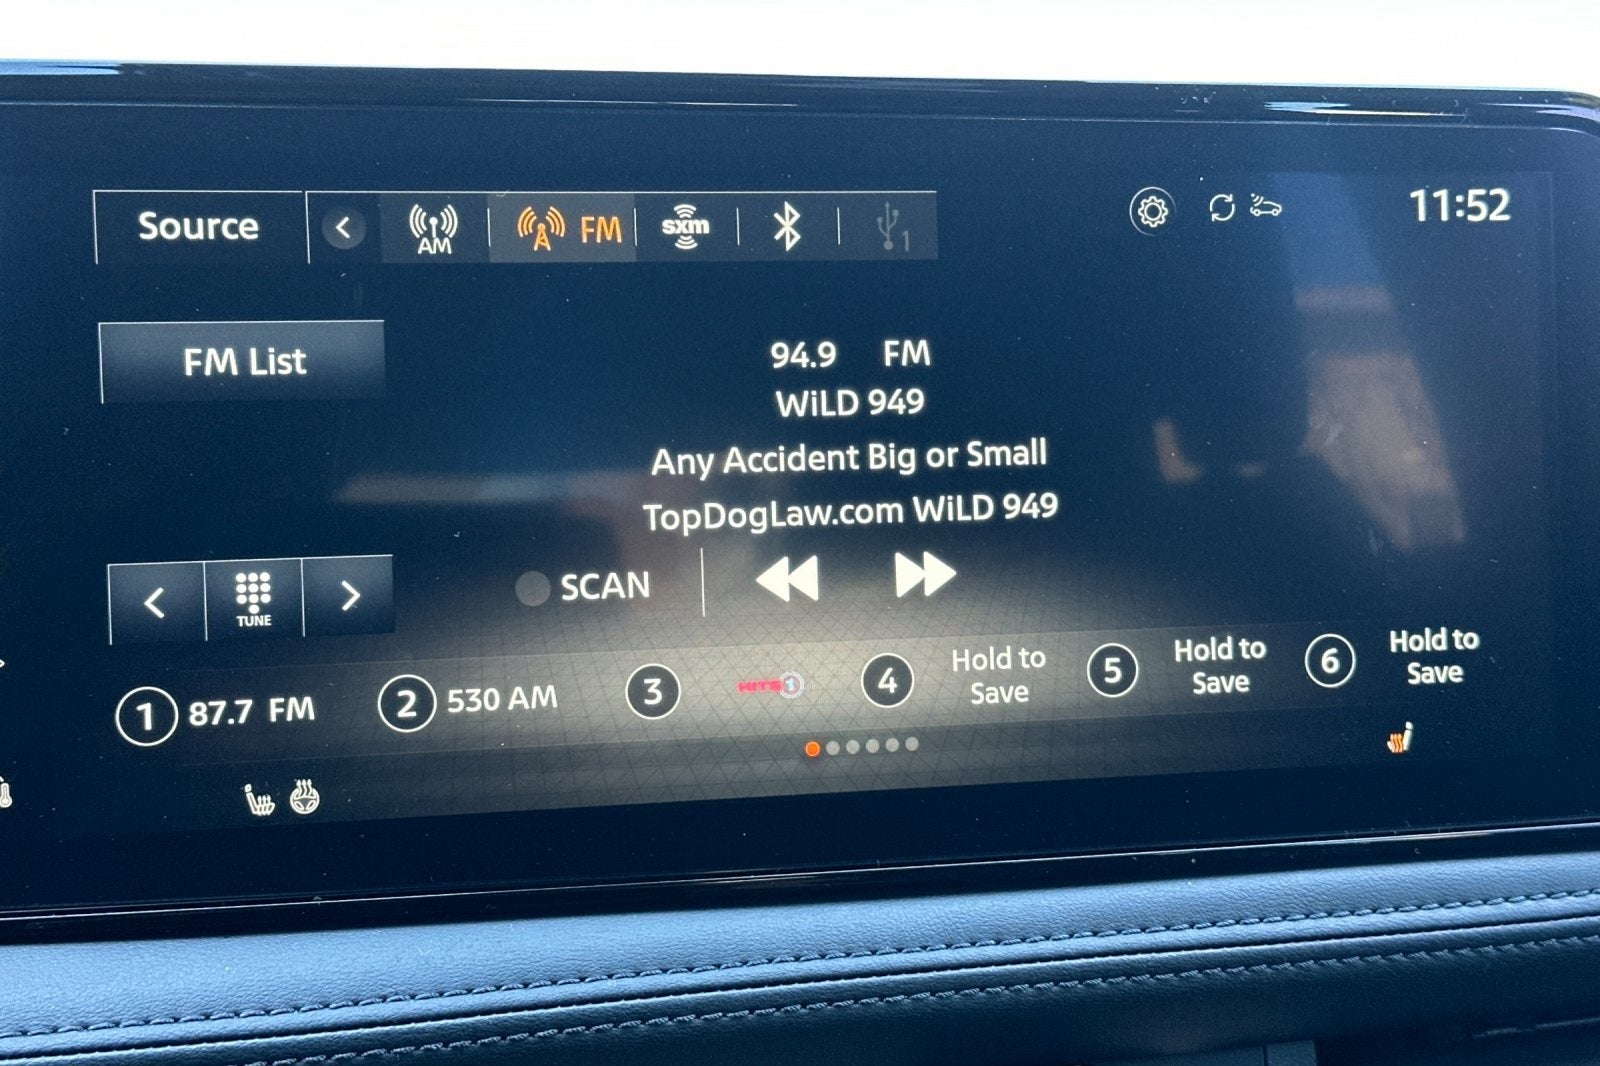 Source
AM
FM
sxm
1
11:52
FM List
94.9 FM
WiLD 949
Any Accident Big or Small
TopDogLaw.com WiLD 949
TUNE
SCAN
1 87.7 FM
2 530 AM
3 HITS 1
4 Hold to
Save
5 Hold to
Save
6 Hold to
Save